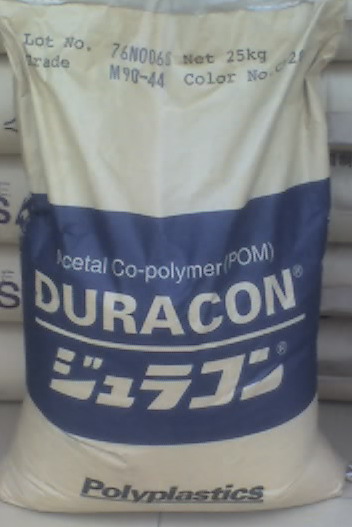 Lot No. 76N006S Net 25kg
Grade M90-44 Color No.
Acetal Co-polymer(POM)
DURACON®
ジュラコン®
Polyplastics